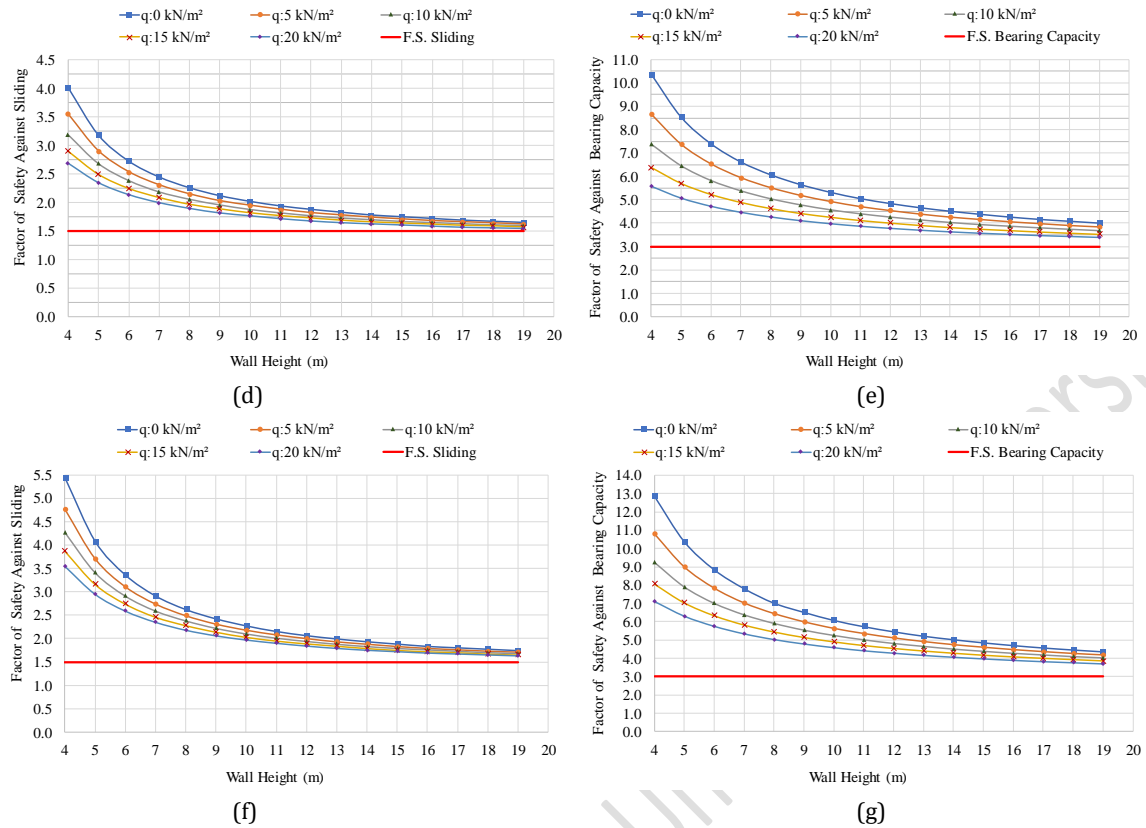 q:0 kN/m² q:5 kN/m² q:10 kN/m²
q:15 kN/m² q:20 kN/m² F.S. Sliding
Factor of Safety Against Sliding
4.5
4.0
3.5
3.0
2.5
2.0
1.5
1.0
0.5
0.0
4 5 6 7 8 9 10 11 12 13 14 15 16 17 18 19 20
Wall Height (m)
(d)
q:0 kN/m² q:5 kN/m² q:10 kN/m²
q:15 kN/m² q:20 kN/m² F.S. Bearing Capacity
Factor of Safety Against Bearing Capacity
11.0
10.0
9.0
8.0
7.0
6.0
5.0
4.0
3.0
2.0
1.0
0.0
4 5 6 7 8 9 10 11 12 13 14 15 16 17 18 19 20
Wall Height (m)
(e)
q:0 kN/m² q:5 kN/m² q:10 kN/m²
q:15 kN/m² q:20 kN/m² F.S. Sliding
Factor of Safety Against Sliding
5.5
5.0
4.5
4.0
3.5
3.0
2.5
2.0
1.5
1.0
0.5
0.0
4 5 6 7 8 9 10 11 12 13 14 15 16 17 18 19 20
Wall Height (m)
(f)
q:0 kN/m² q:5 kN/m² q:10 kN/m²
q:15 kN/m² q:20 kN/m² F.S. Bearing Capacity
Factor of Safety Against Bearing Capacity
14.0
13.0
12.0
11.0
10.0
9.0
8.0
7.0
6.0
5.0
4.0
3.0
2.0
1.0
0.0
4 5 6 7 8 9 10 11 12 13 14 15 16 17 18 19 20
Wall Height (m)
(g)